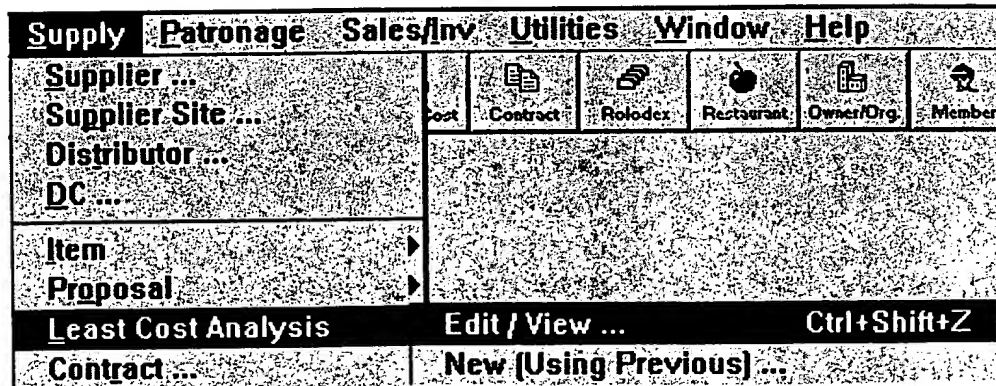 Supply Patronage Sales/Inv Utilities Window Help
Supplier ...
Supplier Site ...
Distributor ...
DC ...
Cost Contract Rolodex Restaurant Owner/Org. Member
Item
Proposal
Least Cost Analysis Edit / View ... Ctrl+Shift+Z
Contract ... New (Using Previous) ...